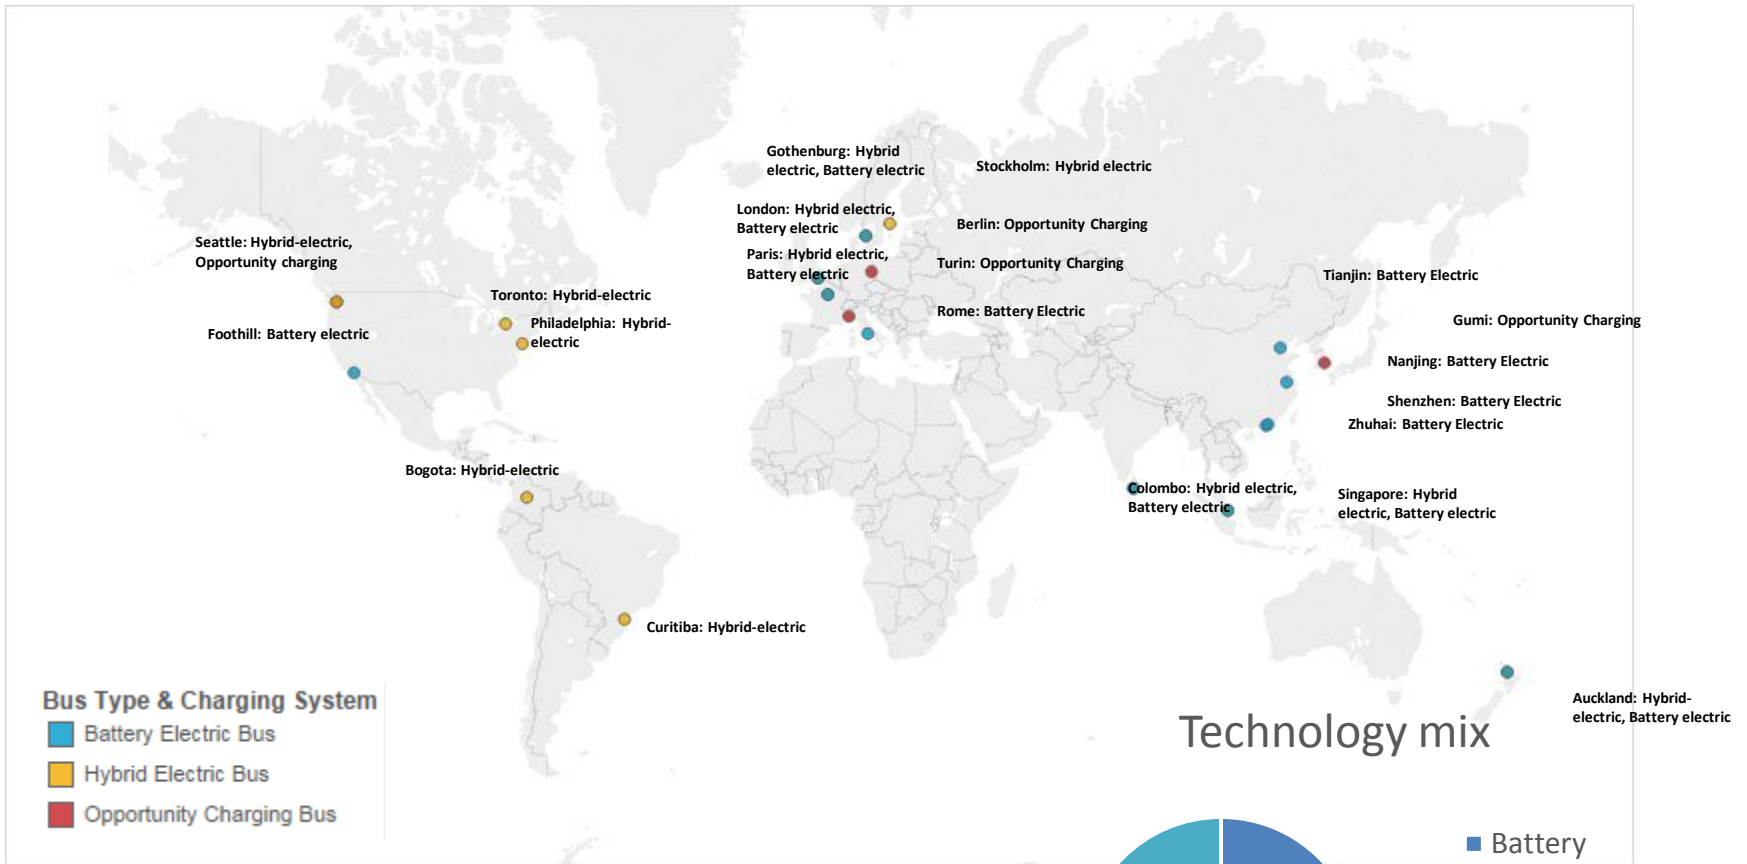 Gothenburg: Hybrid
electric, Battery electric
Stockholm: Hybrid electric
London: Hybrid electric,
Battery electric
Berlin: Opportunity Charging
Seattle: Hybrid-electric,
Opportunity charging
Paris: Hybrid electric,
Battery electric
Turin: Opportunity Charging
Tianjin: Battery Electric
Toronto: Hybrid-electric
Rome: Battery Electric
Gumi: Opportunity Charging
Foothill: Battery electric
Philadelphia: Hybrid-
electric
Nanjing: Battery Electric
Shenzhen: Battery Electric
Zhuhai: Battery Electric
Bogota: Hybrid-electric
Colombo: Hybrid electric,
Battery electric
Singapore: Hybrid
electric, Battery electric
Curitiba: Hybrid-electric
Auckland: Hybrid-
electric, Battery electric
Bus Type & Charging System
Battery Electric Bus
Hybrid Electric Bus
Opportunity Charging Bus
Technology mix
Battery